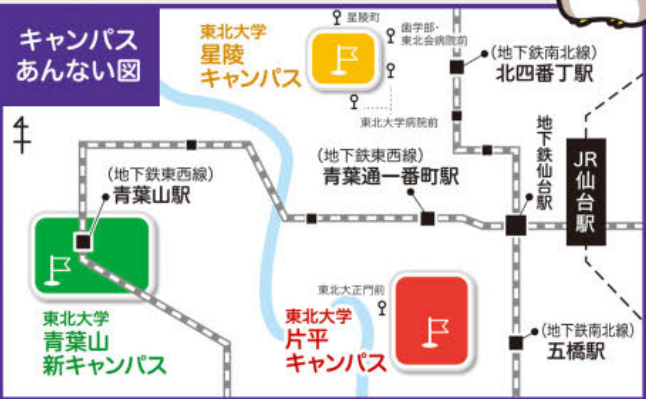 キャンパス
あんない図
東北大学
星陵
キャンパス
星陵町
歯学部・
東北会病院前
東北大学病院前
(地下鉄南北線)
北四番丁駅
地下鉄仙台駅
JR仙台駅
(地下鉄東西線)
青葉通一番町駅
(地下鉄東西線)
青葉山駅
4
東北大学
青葉山
新キャンパス
東北大正門前
東北大学
片平
キャンパス
(地下鉄南北線)
五橋駅